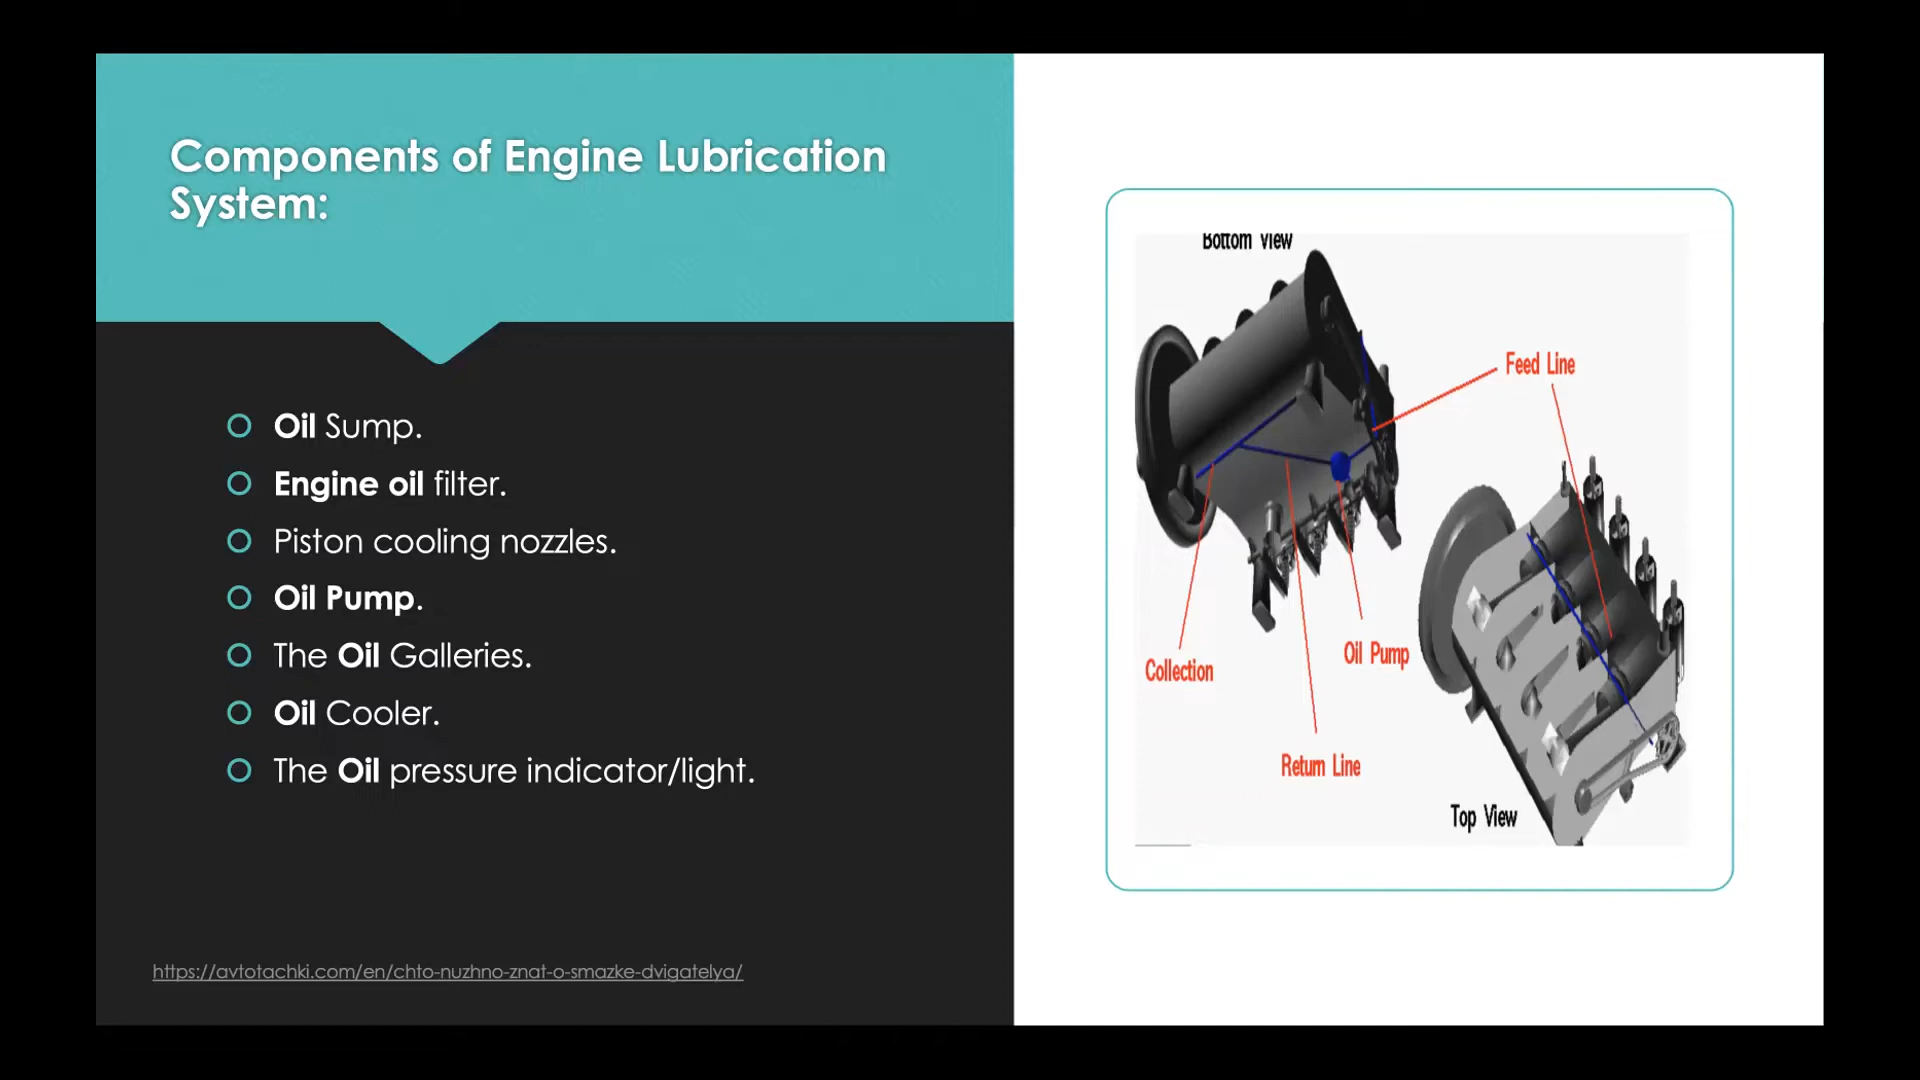 Components of Engine Lubrication
System:
Oil Sump.
Engine oil filter.
Piston cooling nozzles.
Oil Pump.
The Oil Galleries.
Oil Cooler.
The Oil pressure indicator/light.
https://avtotachki.com/en/chto-nuzhno-znat-o-smazke-dvigatelya/
Bottom View
Feed Line
Oil Pump
Collection
Return Line
Top View